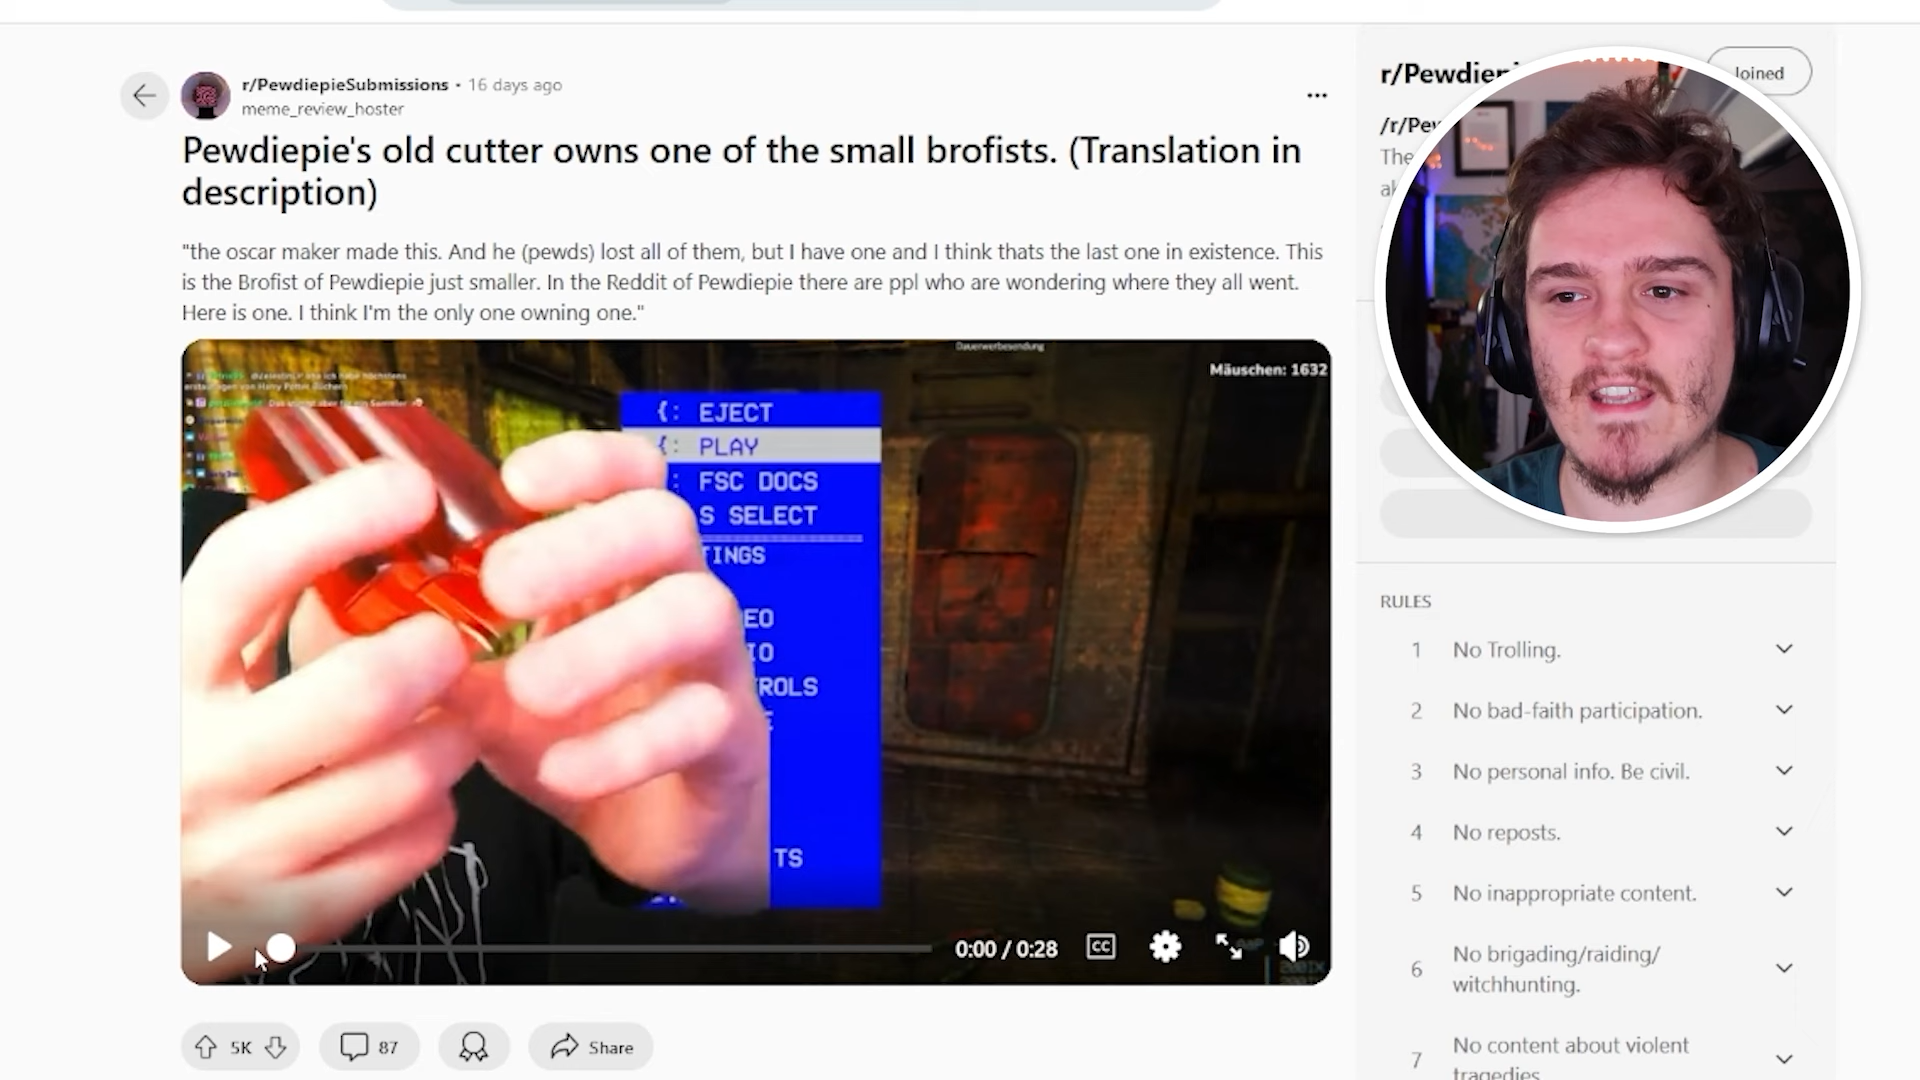 r/PewdiepieSubmissions • 16 days ago
meme_review_hoster
Pewdiepie's old cutter owns one of the small brofists. (Translation in
description)
"the oscar maker made this. And he (pewds) lost all of them, but I have one and I think thats the last one in existence. This
is the Brofist of Pewdiepie just smaller. In the Reddit of Pewdiepie there are ppl who are wondering where they all went.
Here is one. I think I'm the only one owning one."
Dauerwerbesendung
Mäuschen: 1632
{: EJECT
{: PLAY
: FSC DOCS
S SELECT
TINGS
EO
IO
ROLS
TS
0:00 / 0:28
CC
5K
87
Share
r/Pewdiepi
Joined
/r/Pew
The
RULES
1 No Trolling.
2 No bad-faith participation.
3 No personal info. Be civil.
4 No reposts.
5 No inappropriate content.
6 No brigading/raiding/
witchhunting.
7 No content about violent
tragedies